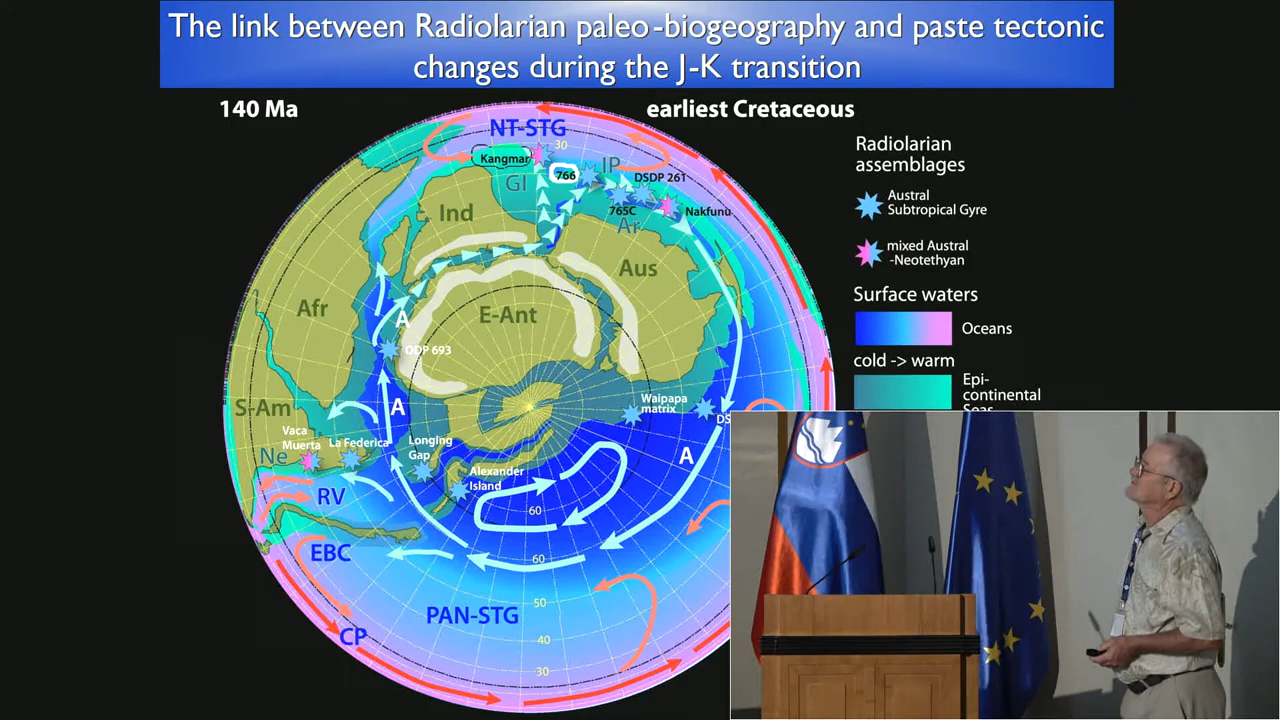 The link between Radiolarian paleo-biogeography and paste tectonic
changes during the J-K transition
140 Ma
earliest Cretaceous
NT-STG
30
Kangmar
766
IP
DSDP 261
GI
765C
Nakfunu
Ar
Ind
Aus
Afr
A
E-Ant
ODP 693
S-Am
A
Waipapa
matrix
DS
Vaca
Muerta
La Federica
Longing
Gap
Ne
Alexander
Island
A
RV
60
EBC
60
50
PAN-STG
40
CP
30
Radiolarian
assemblages
Austral
Subtropical Gyre
mixed Austral
-Neotethyan
Surface waters
Oceans
cold -> warm
Epi-
continental